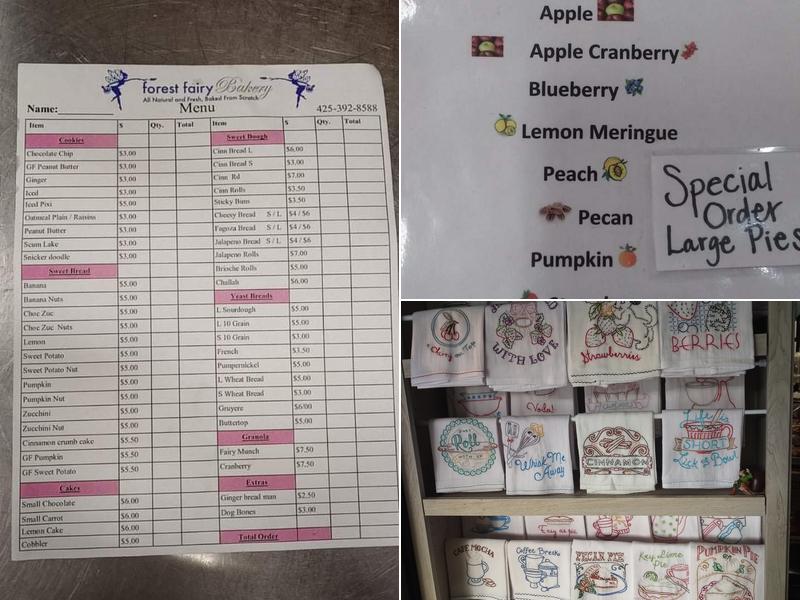 forest fairy Bakery
All Natural and Fresh, Baked From Scratch
Name:
Menu
425-392-8588
Item $ Qty. Total Item $ Qty. Total
Cookies
Chocolate Chip $3.00
GF Peanut Butter $3.00
Ginger $3.00
Iced $3.00
Iced Pixi $5.00
Oatmeal Plain / Raisins $3.00
Peanut Butter $3.00
Scum Lake $3.00
Snicker doodle $3.00
Sweet Bread
Banana $5.00
Banana Nuts $5.00
Choc Zuc $5.00
Choc Zuc Nuts $5.00
Lemon $5.00
Sweet Potato $5.00
Sweet Potato Nut $5.00
Pumpkin $5.00
Pumpkin Nut $5.00
Zucchini $5.00
Zucchini Nut $5.00
Cinnamon crumb cake $5.50
GF Pumpkin $5.50
GF Sweet Potato $5.50
Cakes
Small Chocolate $6.00
Small Carrot $6.00
Lemon Cake $6.00
Cobbler $5.00
Sweet Dough
Cinn Bread L $6.00
Cinn Bread S $3.00
Cinn Rd $7.00
Cinn Rolls $3.50
Sticky Buns $3.50
Cheesy Bread S / L $4 / $6
Fagoza Bread S / L $4 / $6
Jalapeno Bread S / L $4 / $6
Jalapeno Rolls $7.00
Brioche Rolls $5.00
Challah $6.00
Yeast Breads
L Sourdough $5.00
L 10 Grain $5.00
S 10 Grain $3.00
French $3.50
Pumpernickel $5.00
L Wheat Bread $5.00
S Wheat Bread $3.00
Gruyere $6/00
Buttertop $5.00
Granola
Fairy Munch $7.50
Cranberry $7.50
Extras
Ginger bread man $2.50
Dog Bones $3.00
Total Order
Apple
Apple Cranberry
Blueberry
Lemon Meringue
Peach
Pecan
Pumpkin
Special
Order
Large Pies
a Cherry on Top
WITH LOVE
Strawberries
BERRIES
Voila!
Roll
Whisk Me
Away
CINNAMON
Life is
SHORT
Lick the Bowl
Easy as pie
CAFE MOCHA
Coffee Break
PECAN PIE
Key Lime
Pie
PUMPKIN PIE